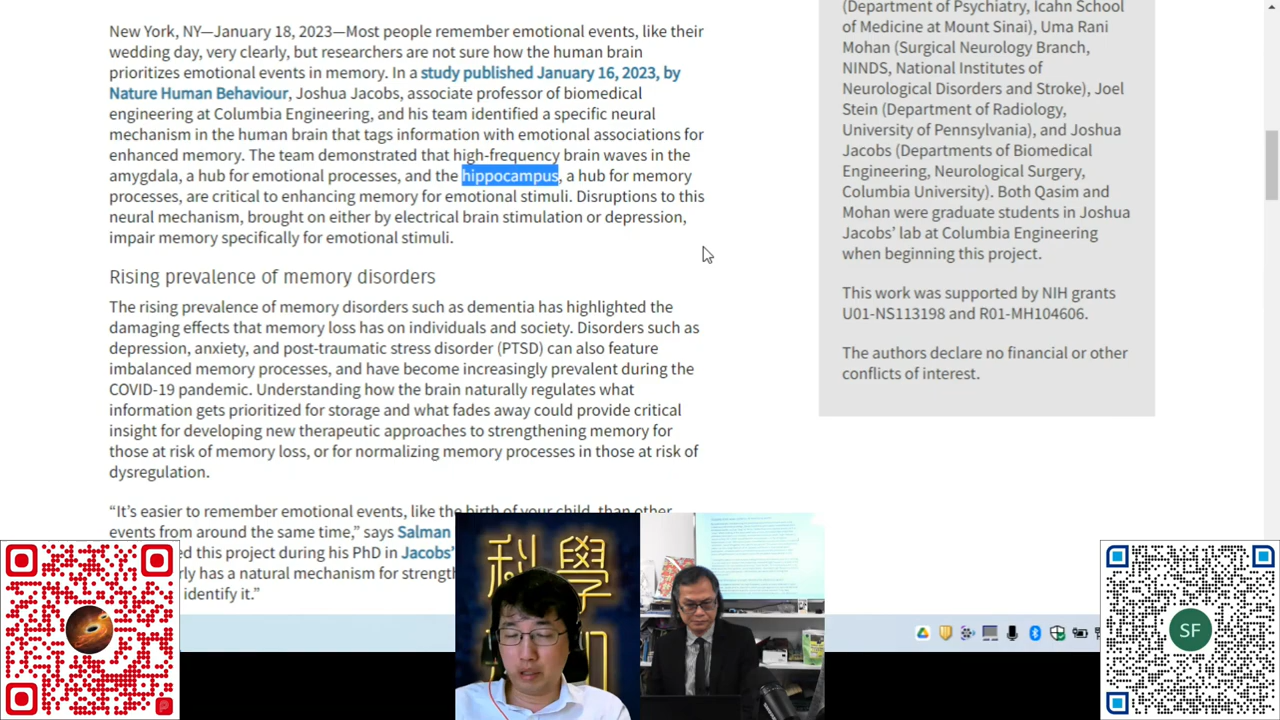 New York, NY—January 18, 2023—Most people remember emotional events, like their
wedding day, very clearly, but researchers are not sure how the human brain
prioritizes emotional events in memory. In a study published January 16, 2023, by
Nature Human Behaviour, Joshua Jacobs, associate professor of biomedical
engineering at Columbia Engineering, and his team identified a specific neural
mechanism in the human brain that tags information with emotional associations for
enhanced memory. The team demonstrated that high-frequency brain waves in the
amygdala, a hub for emotional processes, and the hippocampus, a hub for memory
processes, are critical to enhancing memory for emotional stimuli. Disruptions to this
neural mechanism, brought on either by electrical brain stimulation or depression,
impair memory specifically for emotional stimuli.
Rising prevalence of memory disorders
The rising prevalence of memory disorders such as dementia has highlighted the
damaging effects that memory loss has on individuals and society. Disorders such as
depression, anxiety, and post-traumatic stress disorder (PTSD) can also feature
imbalanced memory processes, and have become increasingly prevalent during the
COVID-19 pandemic. Understanding how the brain naturally regulates what
information gets prioritized for storage and what fades away could provide critical
insight for developing new therapeutic approaches to strengthening memory for
those at risk of memory loss, or for normalizing memory processes in those at risk of
dysregulation.
“It’s easier to remember emotional events, like the birth of your child, than other
events from around the same time,” says Salman
ed this project during his PhD in Jacobs
rly has a natural mechanism for strengt
identify it.”
(Department of Psychiatry, Icahn School
of Medicine at Mount Sinai), Uma Rani
Mohan (Surgical Neurology Branch,
NINDS, National Institutes of
Neurological Disorders and Stroke), Joel
Stein (Department of Radiology,
University of Pennsylvania), and Joshua
Jacobs (Departments of Biomedical
Engineering, Neurological Surgery,
Columbia University). Both Qasim and
Mohan were graduate students in Joshua
Jacobs’ lab at Columbia Engineering
when beginning this project.
This work was supported by NIH grants
U01-NS113198 and R01-MH104606.
The authors declare no financial or other
conflicts of interest.
學
SF